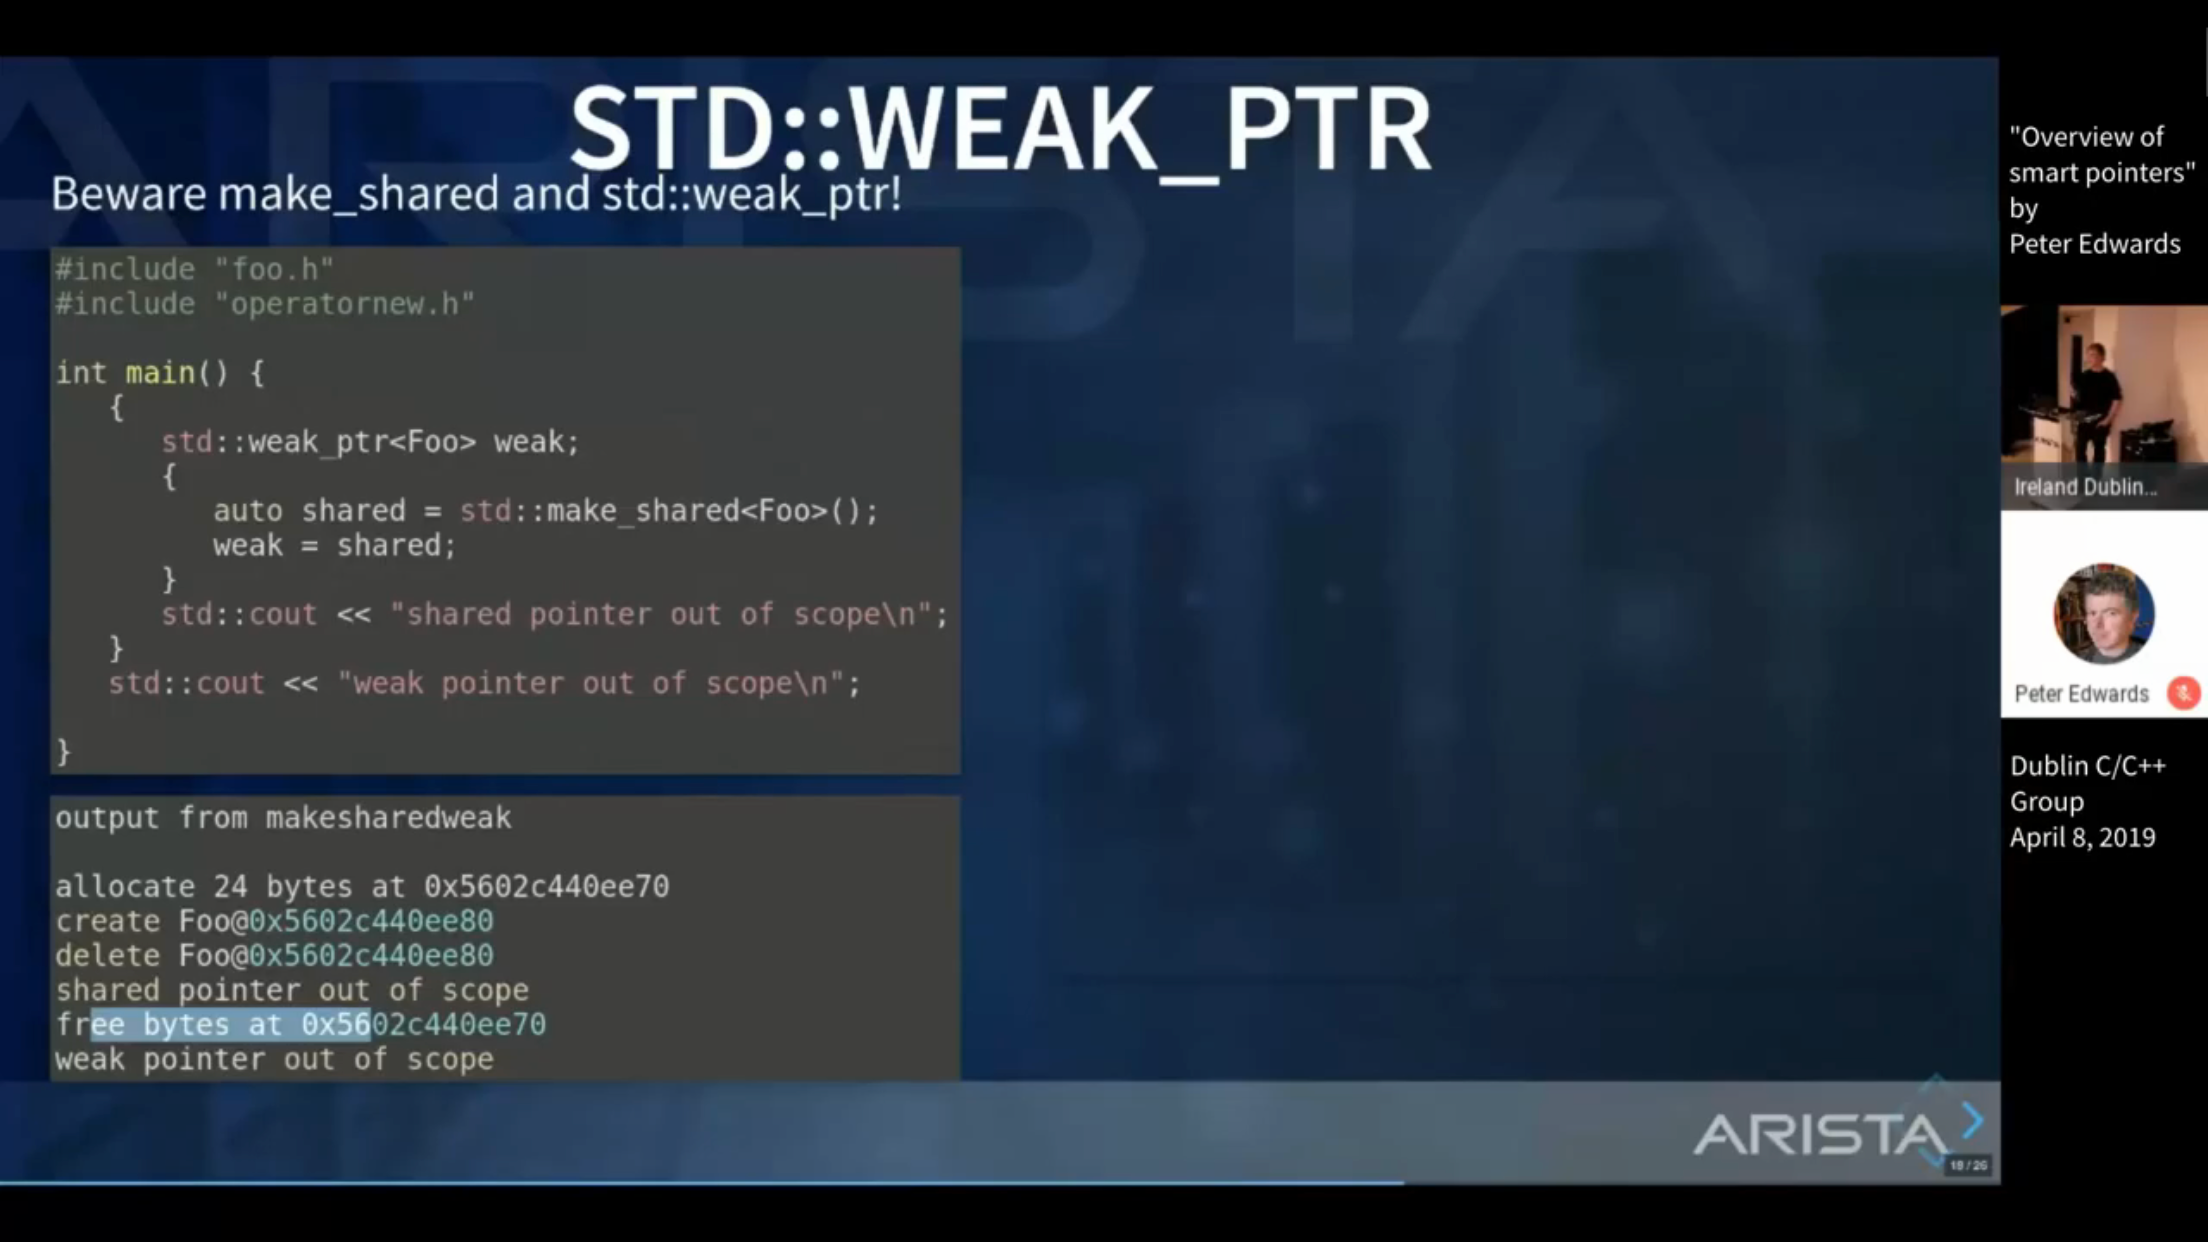 STD::WEAK_PTR
Beware make_shared and std::weak_ptr!
#include "foo.h"
#include "operatornew.h"
int main() {
{
std::weak_ptr<Foo> weak;
{
auto shared = std::make_shared<Foo>();
weak = shared;
}
std::cout << "shared pointer out of scope\n";
}
std::cout << "weak pointer out of scope\n";
}
output from makesharedweak
allocate 24 bytes at 0x5602c440ee70
create Foo@0x5602c440ee80
delete Foo@0x5602c440ee80
shared pointer out of scope
free bytes at 0x5602c440ee70
weak pointer out of scope
ARISTA
18/26
"Overview of
smart pointers"
by
Peter Edwards
Ireland Dublin...
Peter Edwards
Dublin C/C++
Group
April 8, 2019